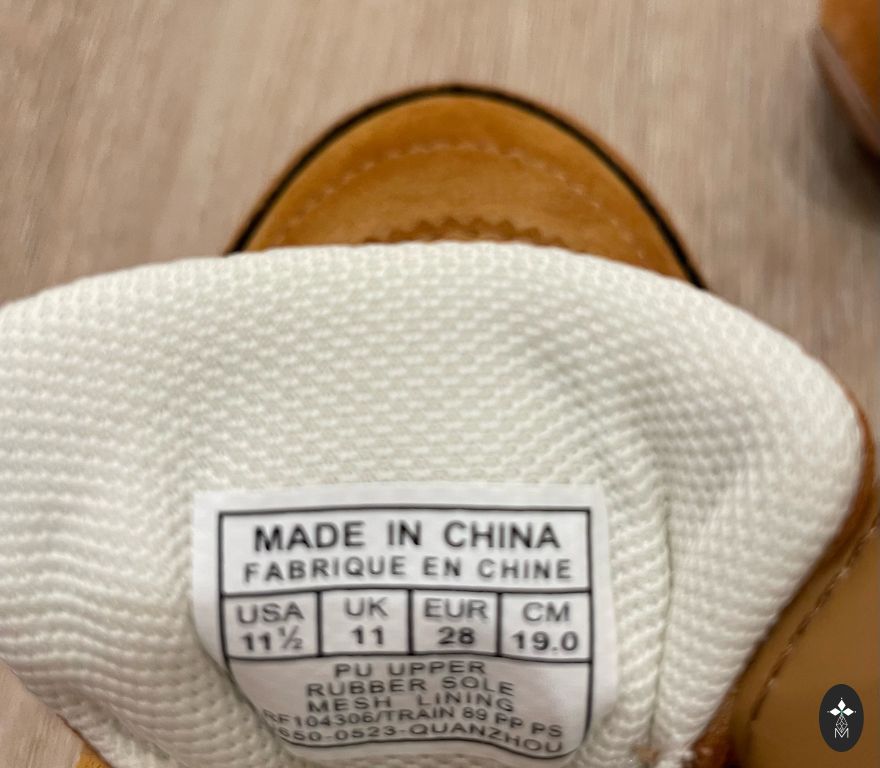 MADE IN CHINA
FABRIQUE EN CHINE
USA UK EUR CM
11½ 11 28 19.0
PU UPPER
RUBBER SOLE
MESH LINING
RF104306/TRAIN 89 PP PS
650-0523-QUANZHOU
M